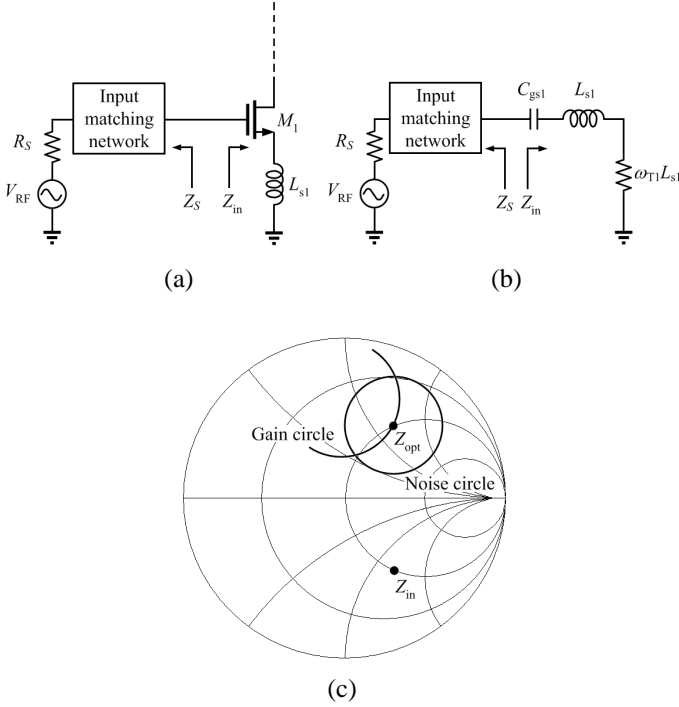 Input
matching
network
R_S
V_RF
Z_S
Z_in
M_1
L_s1
(a)
Input
matching
network
R_S
V_RF
Z_S
Z_in
C_gs1
L_s1
ω_T1L_s1
(b)
Gain circle
Z_opt
Noise circle
Z_in
(c)